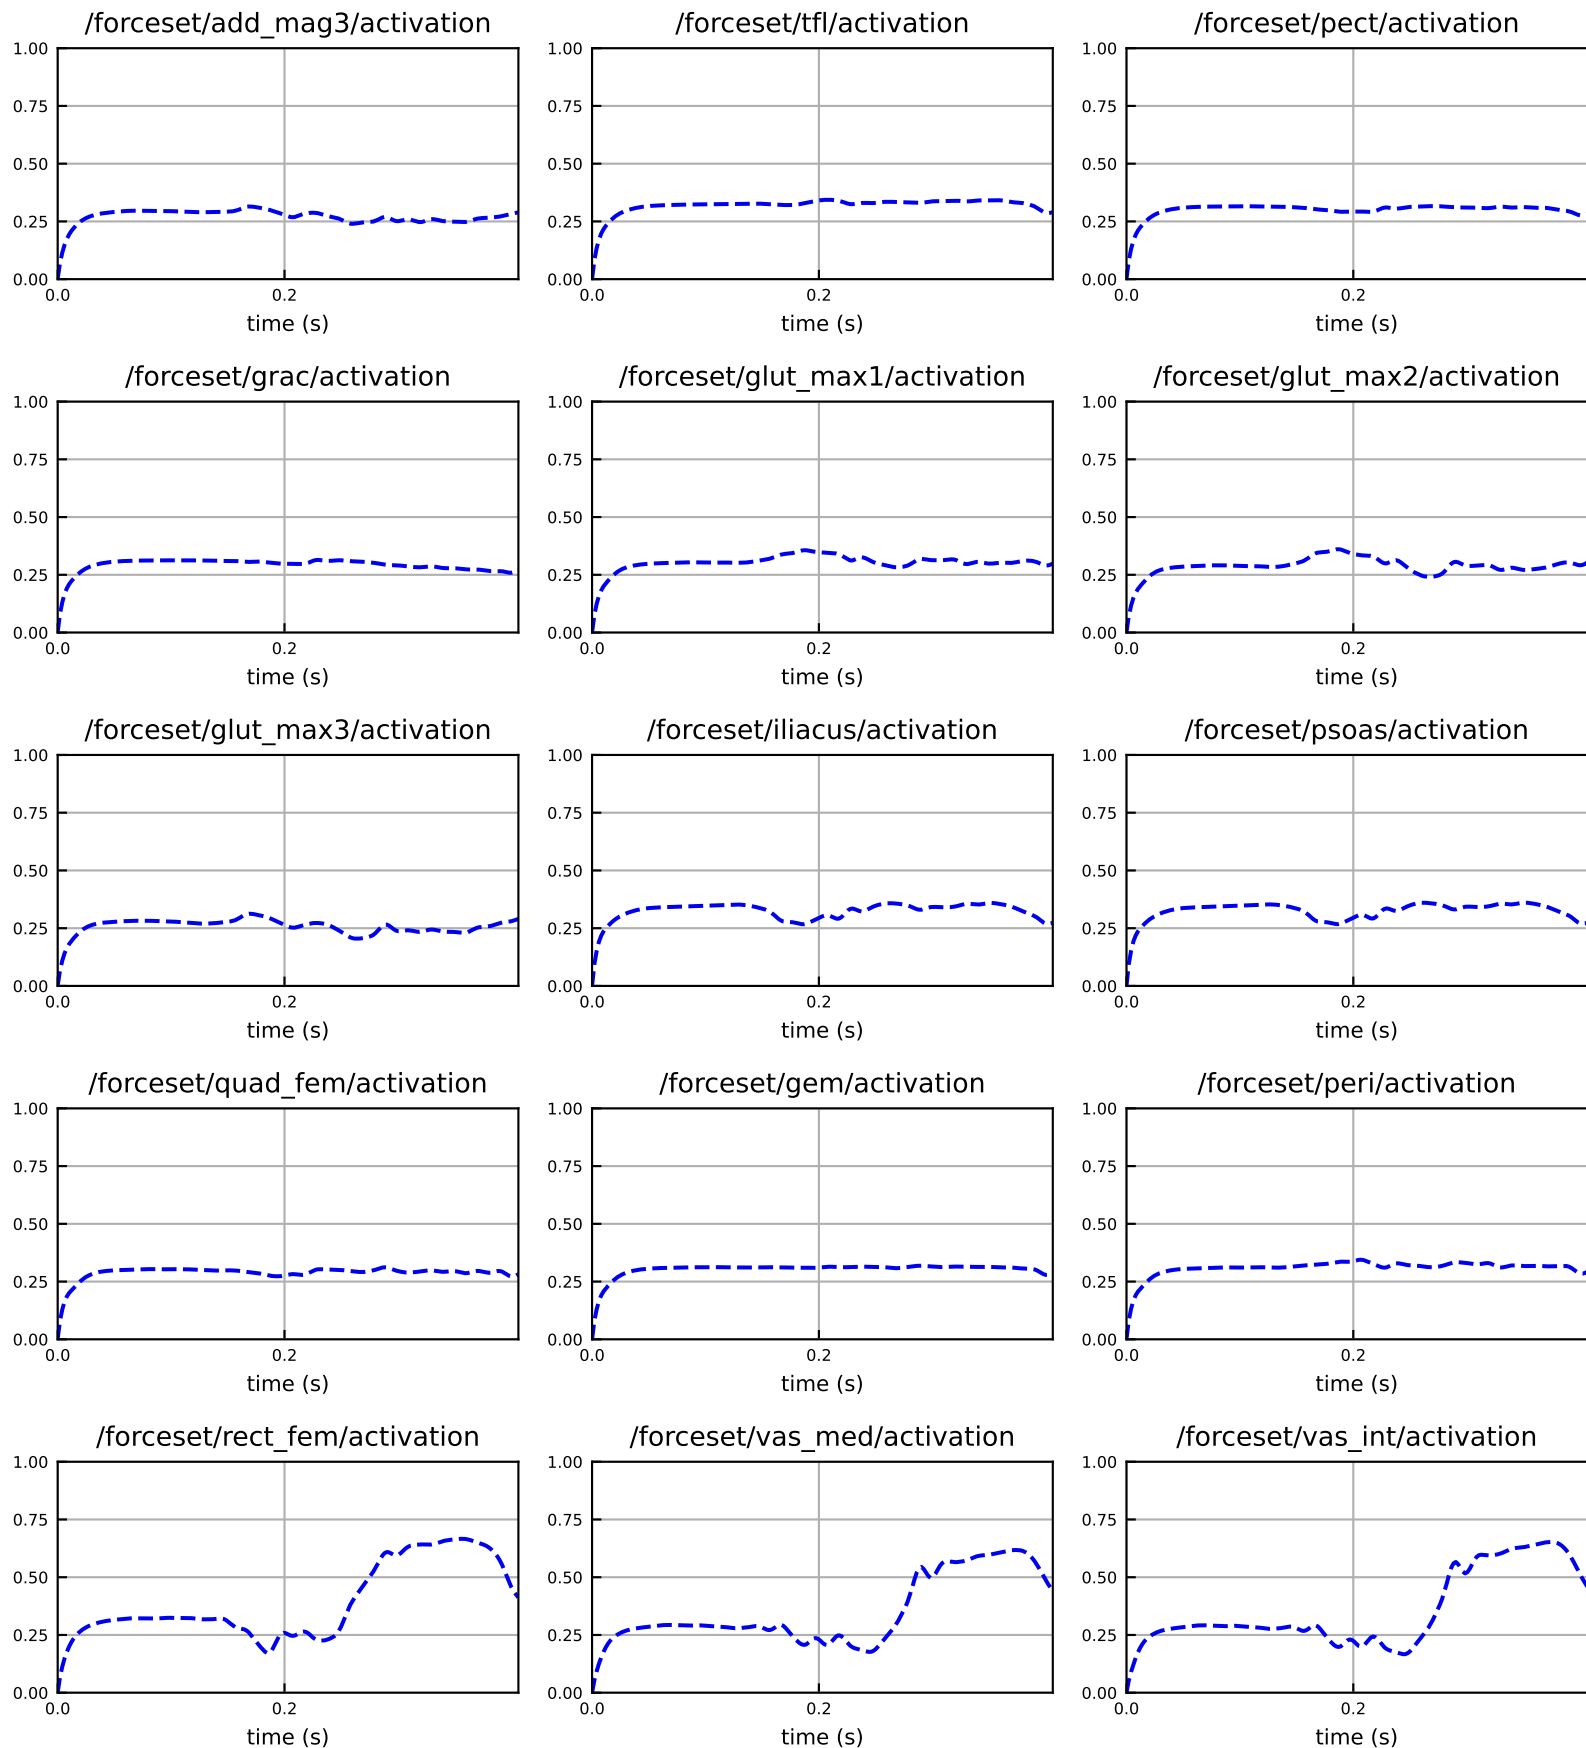 /forceset/add_mag3/activation /forceset/tfl/activation /forceset/pect/activation
1.00 1.00 1.00
0.75 0.75 0.75
0.50 0.50 0.50
0.25 0.25 0.25
0.00 0.00 0.00
0.0 0.2 0.0 0.2 0.0 0.2
time (s) time (s) time (s)
/forceset/grac/activation /forceset/glut_max1/activation /forceset/glut_max2/activation
1.00 1.00 1.00
0.75 0.75 0.75
0.50 0.50 0.50
0.25 0.25 0.25
0.00 0.00 0.00
0.0 0.2 0.0 0.2 0.0 0.2
time (s) time (s) time (s)
/forceset/glut_max3/activation /forceset/iliacus/activation /forceset/psoas/activation
1.00 1.00 1.00
0.75 0.75 0.75
0.50 0.50 0.50
0.25 0.25 0.25
0.00 0.00 0.00
0.0 0.2 0.0 0.2 0.0 0.2
time (s) time (s) time (s)
/forceset/quad_fem/activation /forceset/gem/activation /forceset/peri/activation
1.00 1.00 1.00
0.75 0.75 0.75
0.50 0.50 0.50
0.25 0.25 0.25
0.00 0.00 0.00
0.0 0.2 0.0 0.2 0.0 0.2
time (s) time (s) time (s)
/forceset/rect_fem/activation /forceset/vas_med/activation /forceset/vas_int/activation
1.00 1.00 1.00
0.75 0.75 0.75
0.50 0.50 0.50
0.25 0.25 0.25
0.00 0.00 0.00
0.0 0.2 0.0 0.2 0.0 0.2
time (s) time (s) time (s)